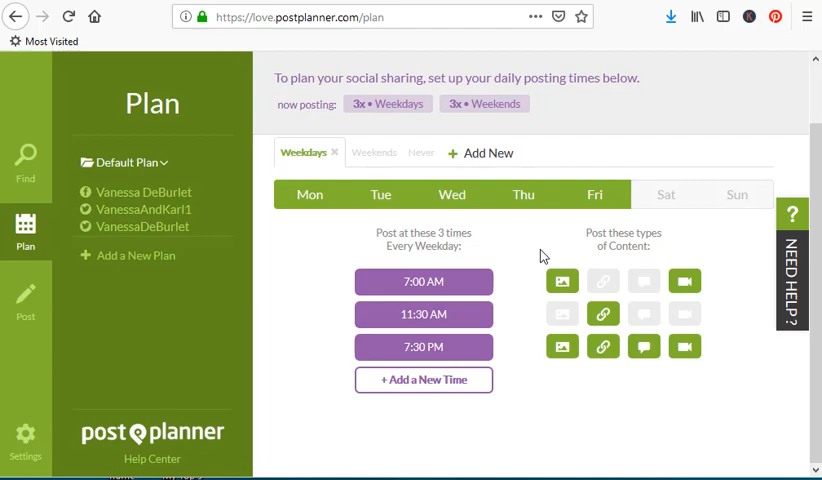 https://love.postplanner.com/plan
Most Visited
Find
Plan
Post
Settings
Plan
Default Plan
Vanessa DeBurlet
VanessaAndKarl1
VanessaDeBurlet
+ Add a New Plan
post planner
Help Center
To plan your social sharing, set up your daily posting times below.
now posting: 3x • Weekdays 3x • Weekends
Weekdays × Weekends Never + Add New
Mon Tue Wed Thu Fri Sat Sun
Post at these 3 times
Every Weekday:
Post these types
of Content:
7:00 AM
11:30 AM
7:30 PM
+ Add a New Time
?
NEED HELP?